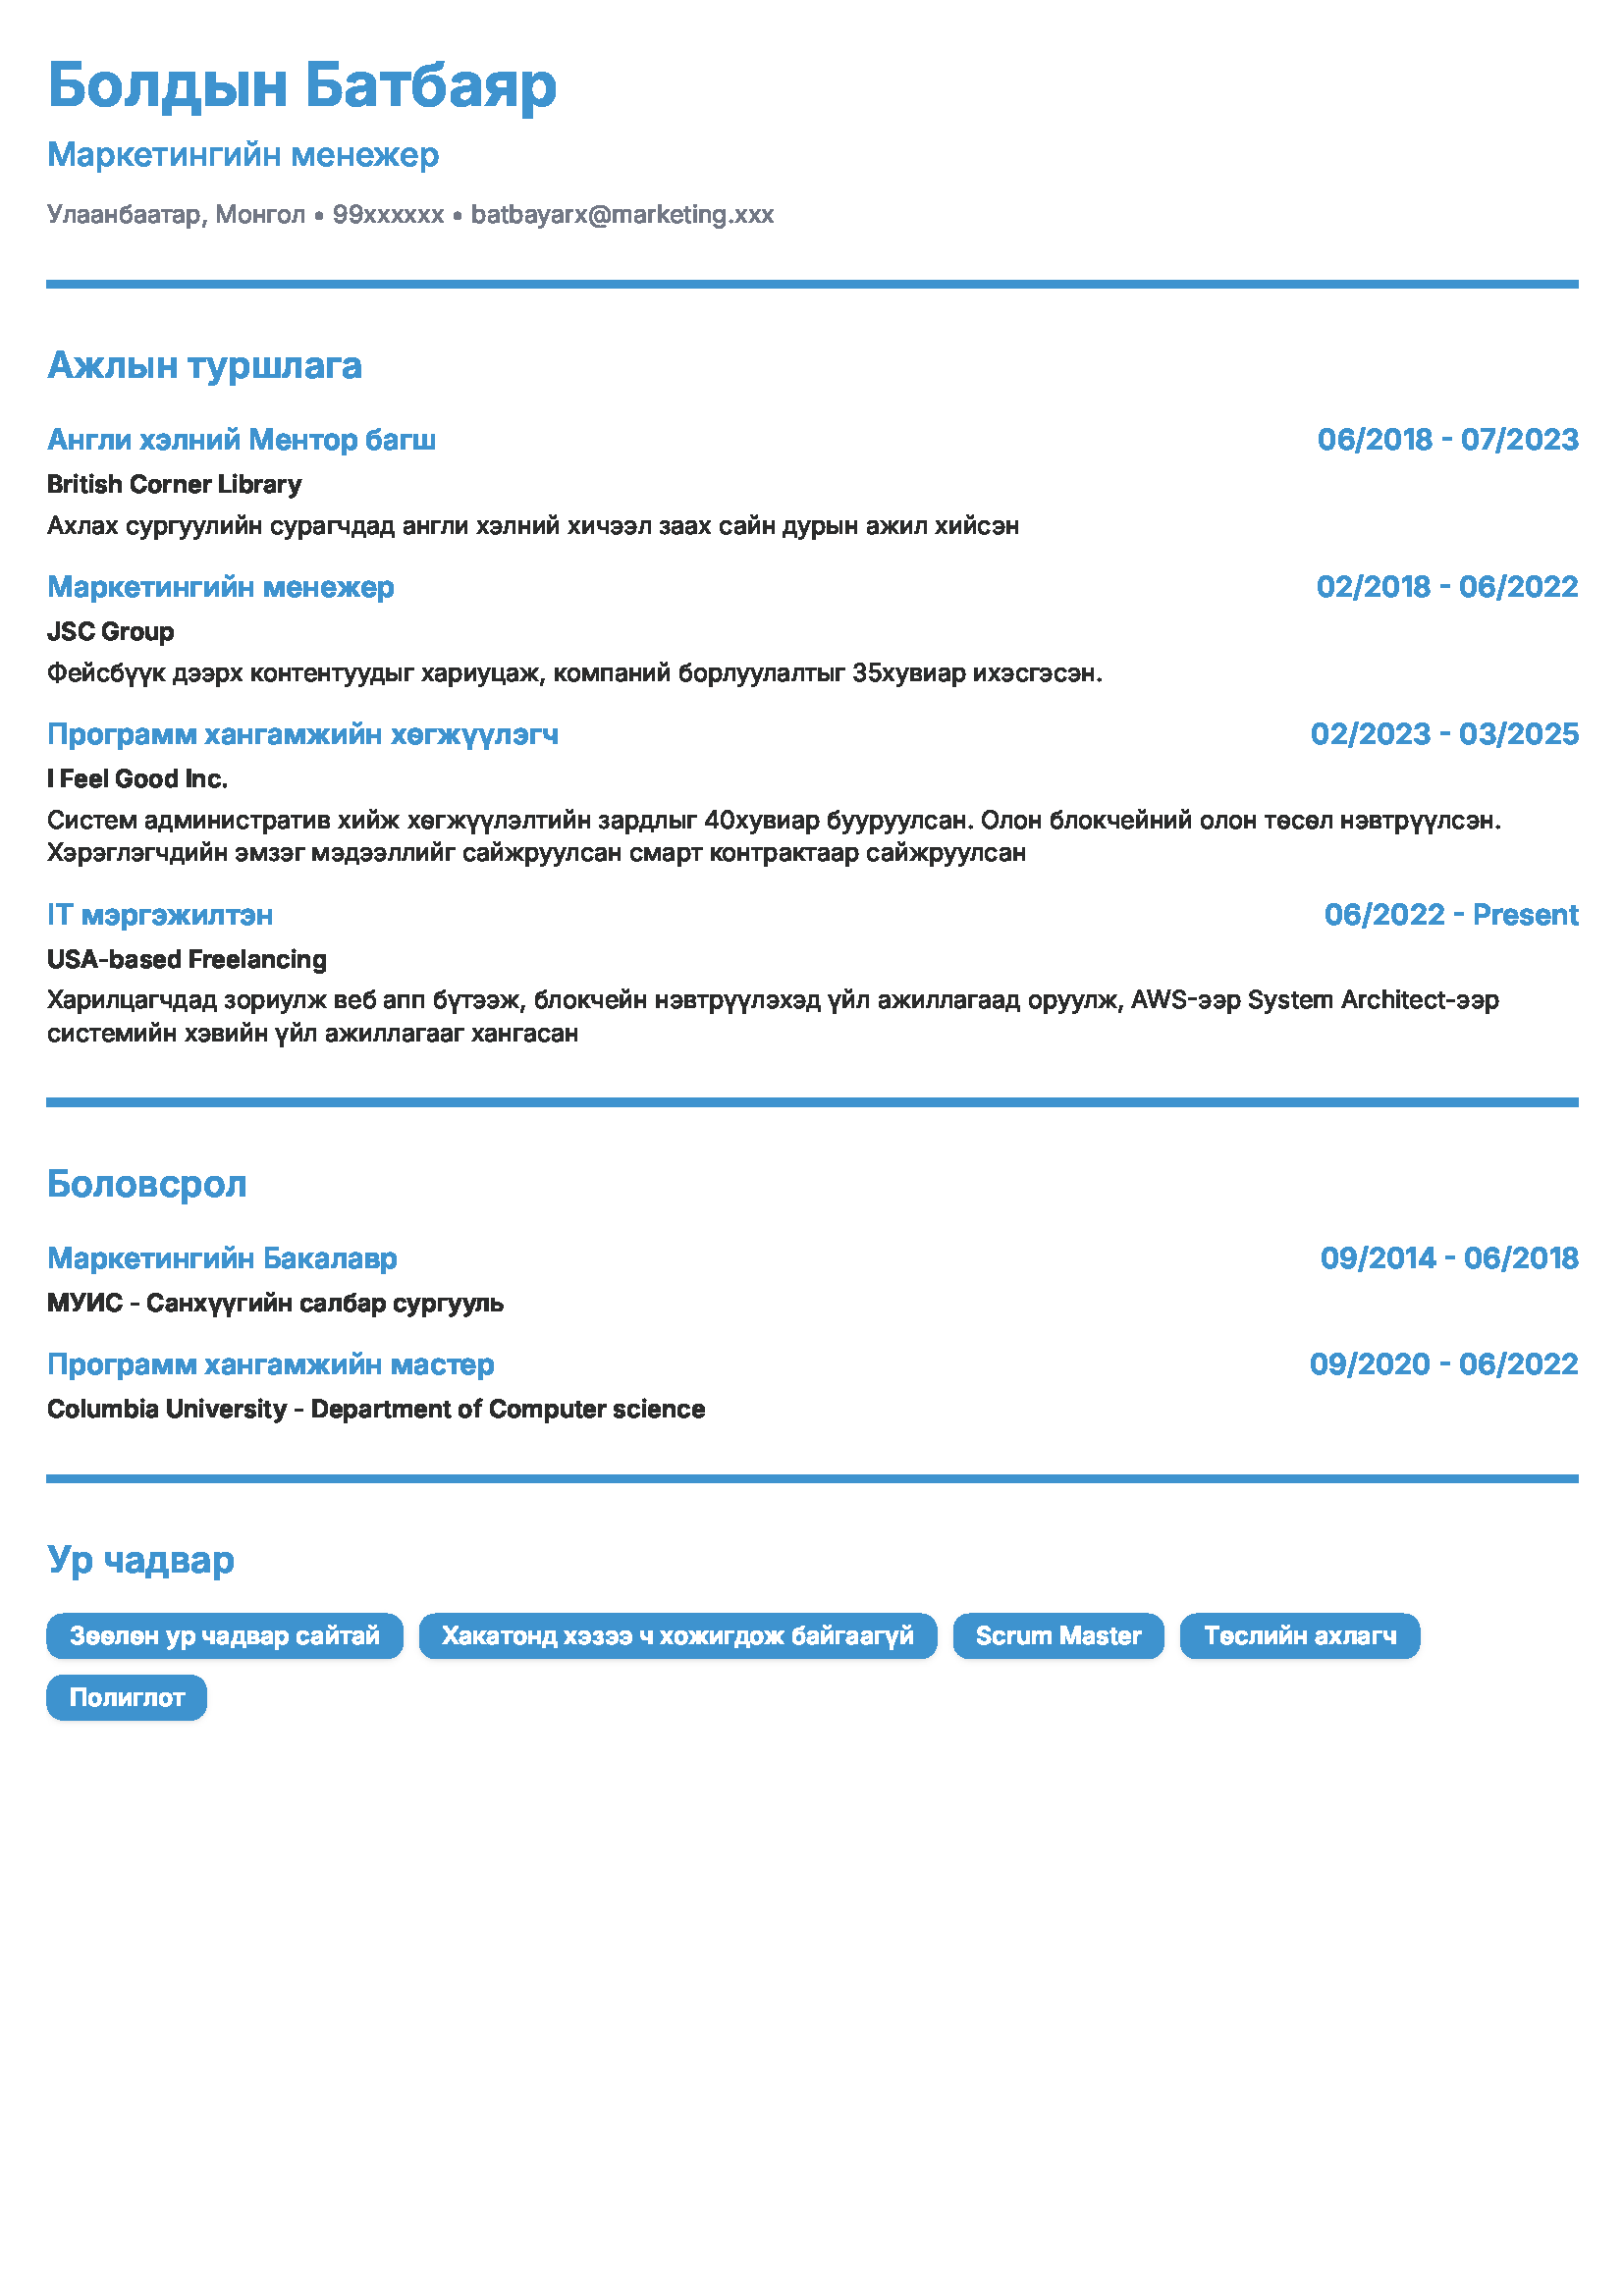 Болдын Батбаяр
Маркетингийн менежер
Улаанбаатар, Монгол • 99xxxxxx • batbayarx@marketing.xxx
Ажлын туршлага
Англи хэлний Ментор багш 06/2018 - 07/2023
British Corner Library
Ахлах сургуулийн сурагчдад англи хэлний хичээл заах сайн дурын ажил хийсэн
Маркетингийн менежер 02/2018 - 06/2022
JSC Group
Фейсбүүк дээрх контентуудыг хариуцаж, компаний борлуулалтыг 35хувиар ихэсгэсэн.
Программ хангамжийн хөгжүүлэгч 02/2023 - 03/2025
I Feel Good Inc.
Систем административ хийж хөгжүүлэлтийн зардлыг 40хувиар бууруулсан. Олон блокчейний олон төсөл нэвтрүүлсэн.
Хэрэглэгчдийн эмзэг мэдээллийг сайжруулсан смарт контрактаар сайжруулсан
IT мэргэжилтэн 06/2022 - Present
USA-based Freelancing
Харилцагчдад зориулж веб апп бүтээж, блокчейн нэвтрүүлэхэд үйл ажиллагаад оруулж, AWS-ээр System Architect-ээр
системийн хэвийн үйл ажиллагааг хангасан
Боловсрол
Маркетингийн Бакалавр 09/2014 - 06/2018
МУИС - Санхүүгийн салбар сургууль
Программ хангамжийн мастер 09/2020 - 06/2022
Columbia University - Department of Computer science
Ур чадвар
Зөөлөн ур чадвар сайтай Хакатонд хэзээ ч хожигдож байгаагүй Scrum Master Төслийн ахлагч
Полиглот